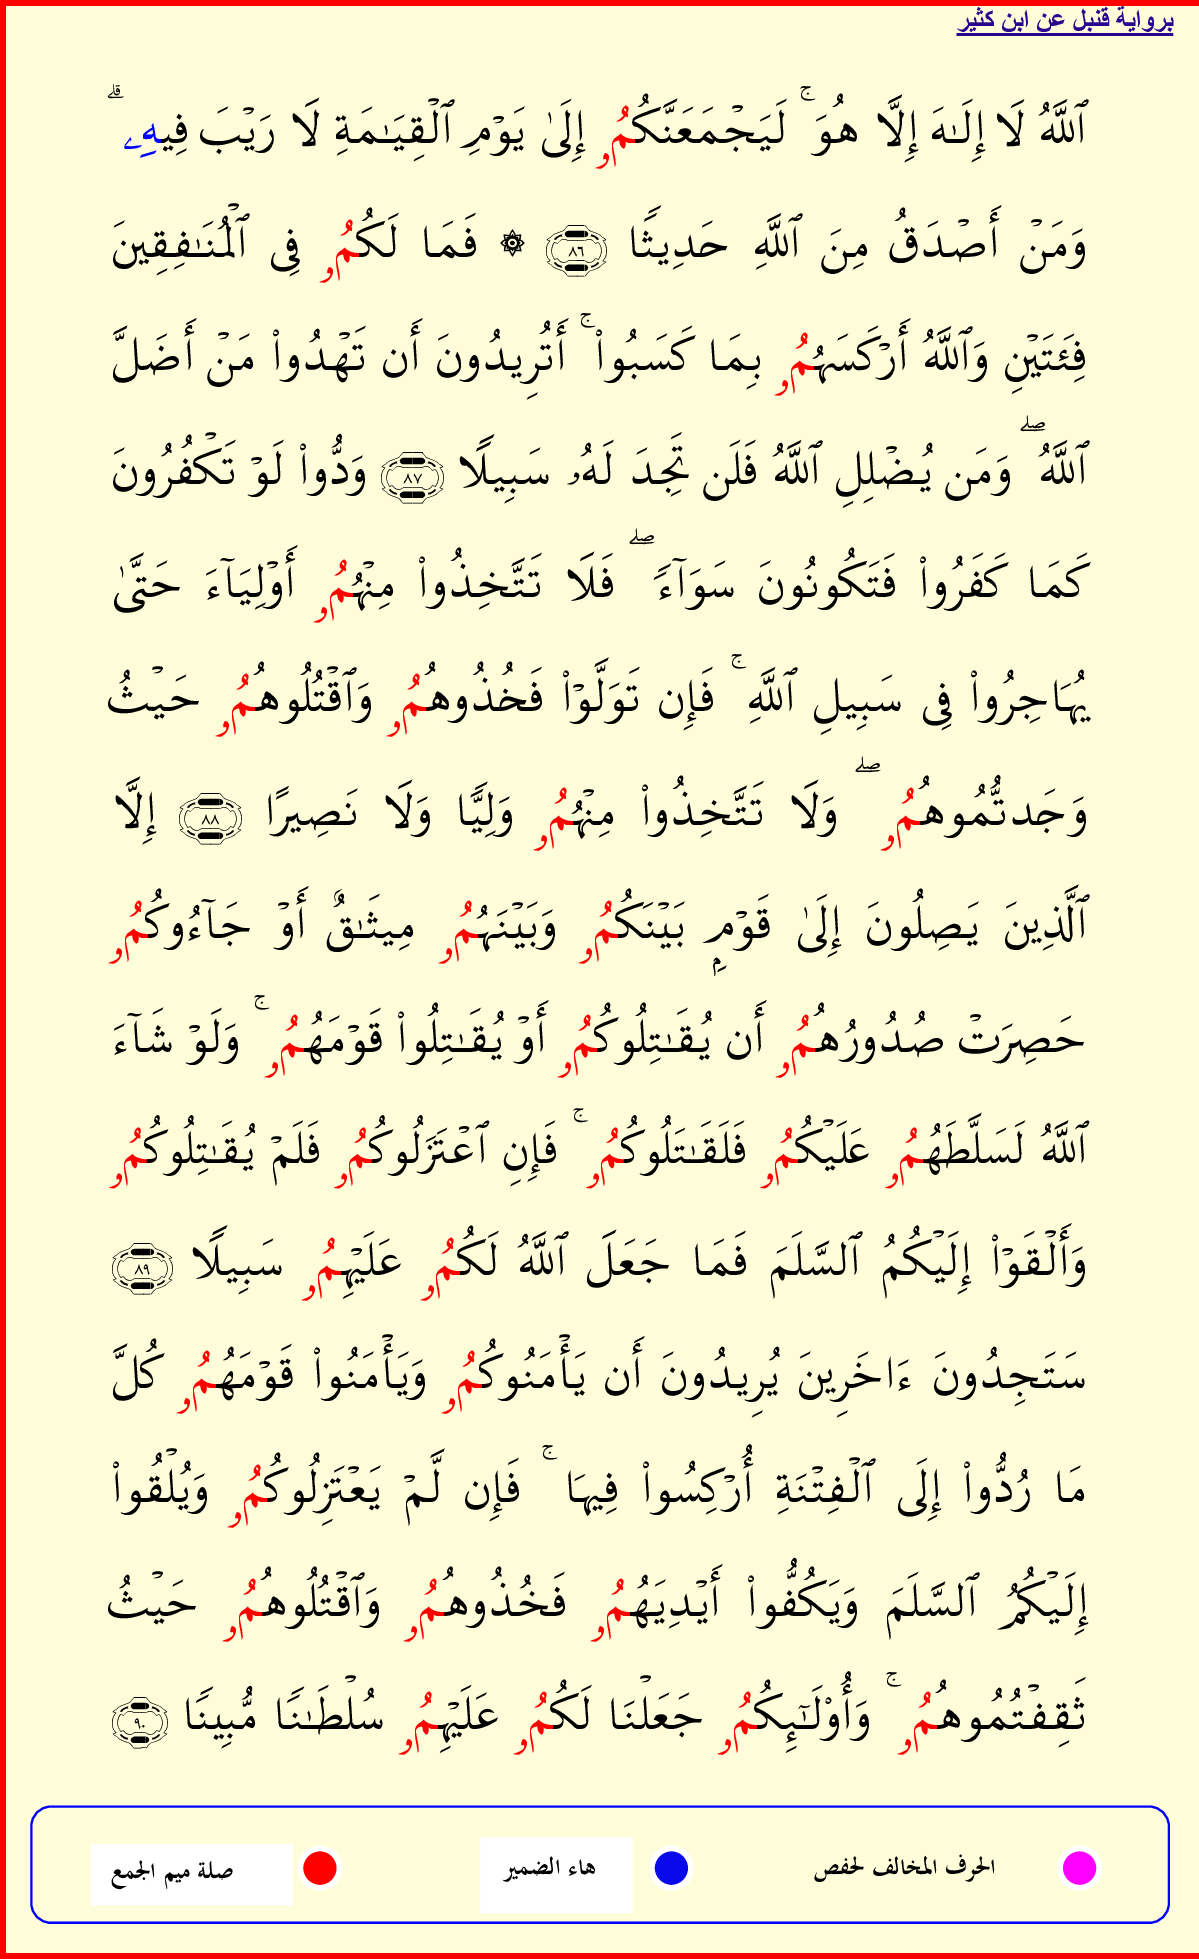 برواية قنبل عن ابن كثير
ٱللَّهُ لَا إِلَـٰهَ إِلَّا هُوَ ۚ لَيَجْمَعَنَّكُمُۥ إِلَىٰ يَوْمِ ٱلْقِيَـٰمَةِ لَا رَيْبَ فِيهِۦ ۗ
وَمَنْ أَصْدَقُ مِنَ ٱللَّهِ حَدِيثًا ٨٦ ۞ فَمَا لَكُمُۥ فِى ٱلْمُنَـٰفِقِينَ
فِئَتَيْنِ وَٱللَّهُ أَرْكَسَهُمُۥ بِمَا كَسَبُوا۟ ۚ أَتُرِيدُونَ أَن تَهْدُوا۟ مَنْ أَضَلَّ
ٱللَّهُ ۖ وَمَن يُضْلِلِ ٱللَّهُ فَلَن تَجِدَ لَهُۥ سَبِيلًا ٨٧ وَدُّوا۟ لَوْ تَكْفُرُونَ
كَمَا كَفَرُوا۟ فَتَكُونُونَ سَوَآءً ۖ فَلَا تَتَّخِذُوا۟ مِنْهُمُۥ أَوْلِيَآءَ حَتَّىٰ
يُهَاجِرُوا۟ فِى سَبِيلِ ٱللَّهِ ۚ فَإِن تَوَلَّوْا۟ فَخُذُوهُمُۥ وَٱقْتُلُوهُمُۥ حَيْثُ
وَجَدتُّمُوهُمُۥ ۖ وَلَا تَتَّخِذُوا۟ مِنْهُمُۥ وَلِيًّا وَلَا نَصِيرًا ٨٨ إِلَّا
ٱلَّذِينَ يَصِلُونَ إِلَىٰ قَوْمٍۭ بَيْنَكُمُۥ وَبَيْنَهُمُۥ مِيثَـٰقٌ أَوْ جَآءُوكُمُۥ
حَصِرَتْ صُدُورُهُمُۥ أَن يُقَـٰتِلُوكُمُۥ أَوْ يُقَـٰتِلُوا۟ قَوْمَهُمُۥ ۚ وَلَوْ شَآءَ
ٱللَّهُ لَسَلَّطَهُمُۥ عَلَيْكُمُۥ فَلَقَـٰتَلُوكُمُۥ ۚ فَإِنِ ٱعْتَزَلُوكُمُۥ فَلَمْ يُقَـٰتِلُوكُمُۥ
وَأَلْقَوْا۟ إِلَيْكُمُ ٱلسَّلَمَ فَمَا جَعَلَ ٱللَّهُ لَكُمُۥ عَلَيْهِمُۥ سَبِيلًا ٨٩
سَتَجِدُونَ ءَاخَرِينَ يُرِيدُونَ أَن يَأْمَنُوكُمُۥ وَيَأْمَنُوا۟ قَوْمَهُمُۥ كُلَّ
مَا رُدُّوا۟ إِلَى ٱلْفِتْنَةِ أُرْكِسُوا۟ فِيهَا ۚ فَإِن لَّمْ يَعْتَزِلُوكُمُۥ وَيُلْقُوا۟
إِلَيْكُمُ ٱلسَّلَمَ وَيَكُفُّوا۟ أَيْدِيَهُمُۥ فَخُذُوهُمُۥ وَٱقْتُلُوهُمُۥ حَيْثُ
ثَقِفْتُمُوهُمُۥ ۚ وَأُو۟لَـٰٓئِكُمُۥ جَعَلْنَا لَكُمُۥ عَلَيْهِمُۥ سُلْطَـٰنًا مُّبِينًا ٩٠
الحرف المخالف لحفص هاء الضمير صلة ميم الجمع